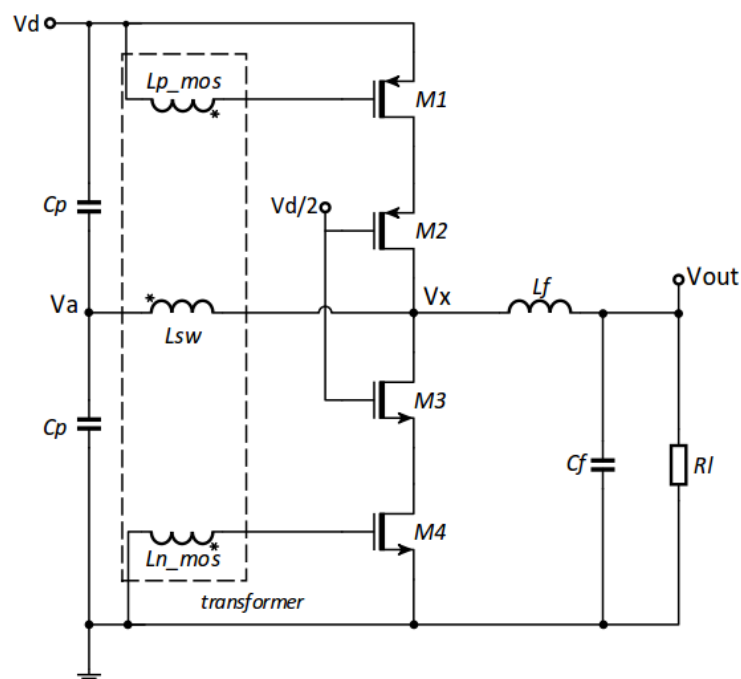 Vd
Lp_mos
*
M1
Cp
Vd/2
M2
Vout
Lf
Va
*
Vx
Lsw
M3
Cp
Cf
Rl
M4
*
Ln_mos
transformer